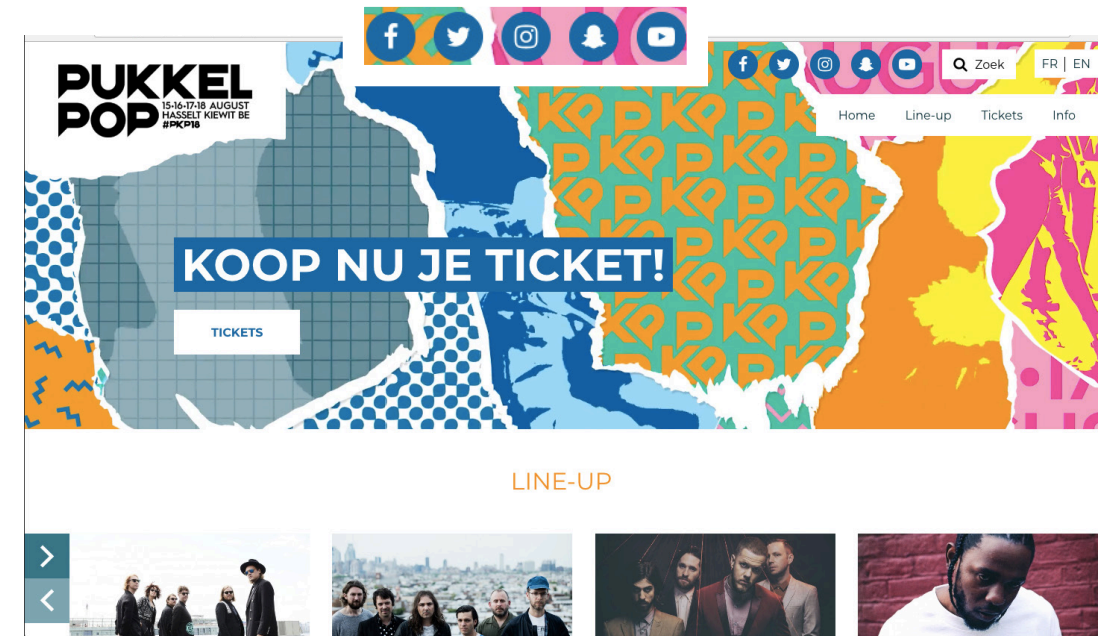 PUKKEL
POP
15-16-17-18 AUGUST
HASSELT KIEWIT BE
#PKP18
Zoek
FR | EN
Home Line-up Tickets Info
KOOP NU JE TICKET!
TICKETS
LINE-UP